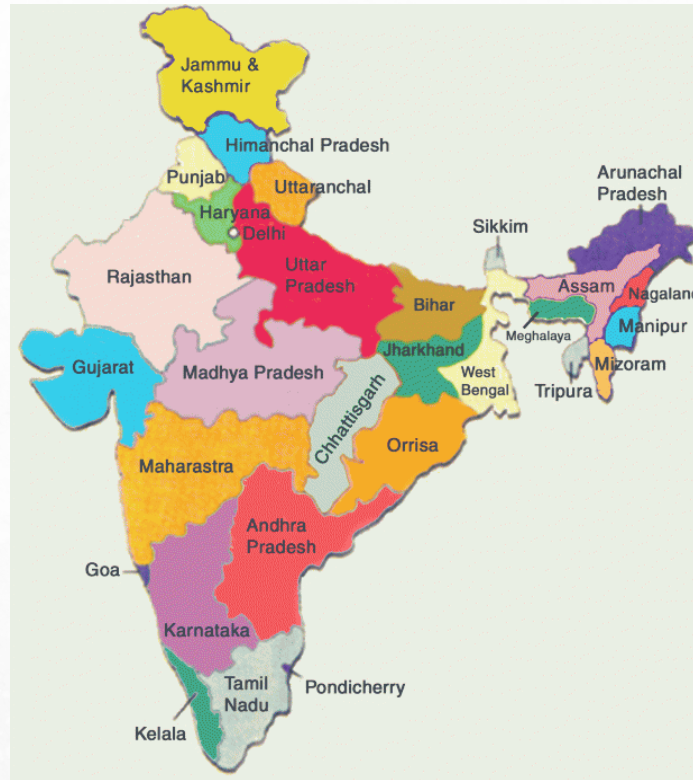 Jammu &
Kashmir
Himanchal Pradesh
Punjab
Uttaranchal
Arunachal
Pradesh
Haryana
Delhi
Sikkim
Rajasthan
Uttar
Pradesh
Assam
Bihar
Nagaland
Meghalaya
Manipur
Jharkhand
Gujarat
Madhya Pradesh
West
Bengal
Mizoram
Tripura
Chhattisgarh
Maharastra
Orrisa
Andhra
Pradesh
Goa
Karnataka
Tamil
Nadu
Pondicherry
Kelala